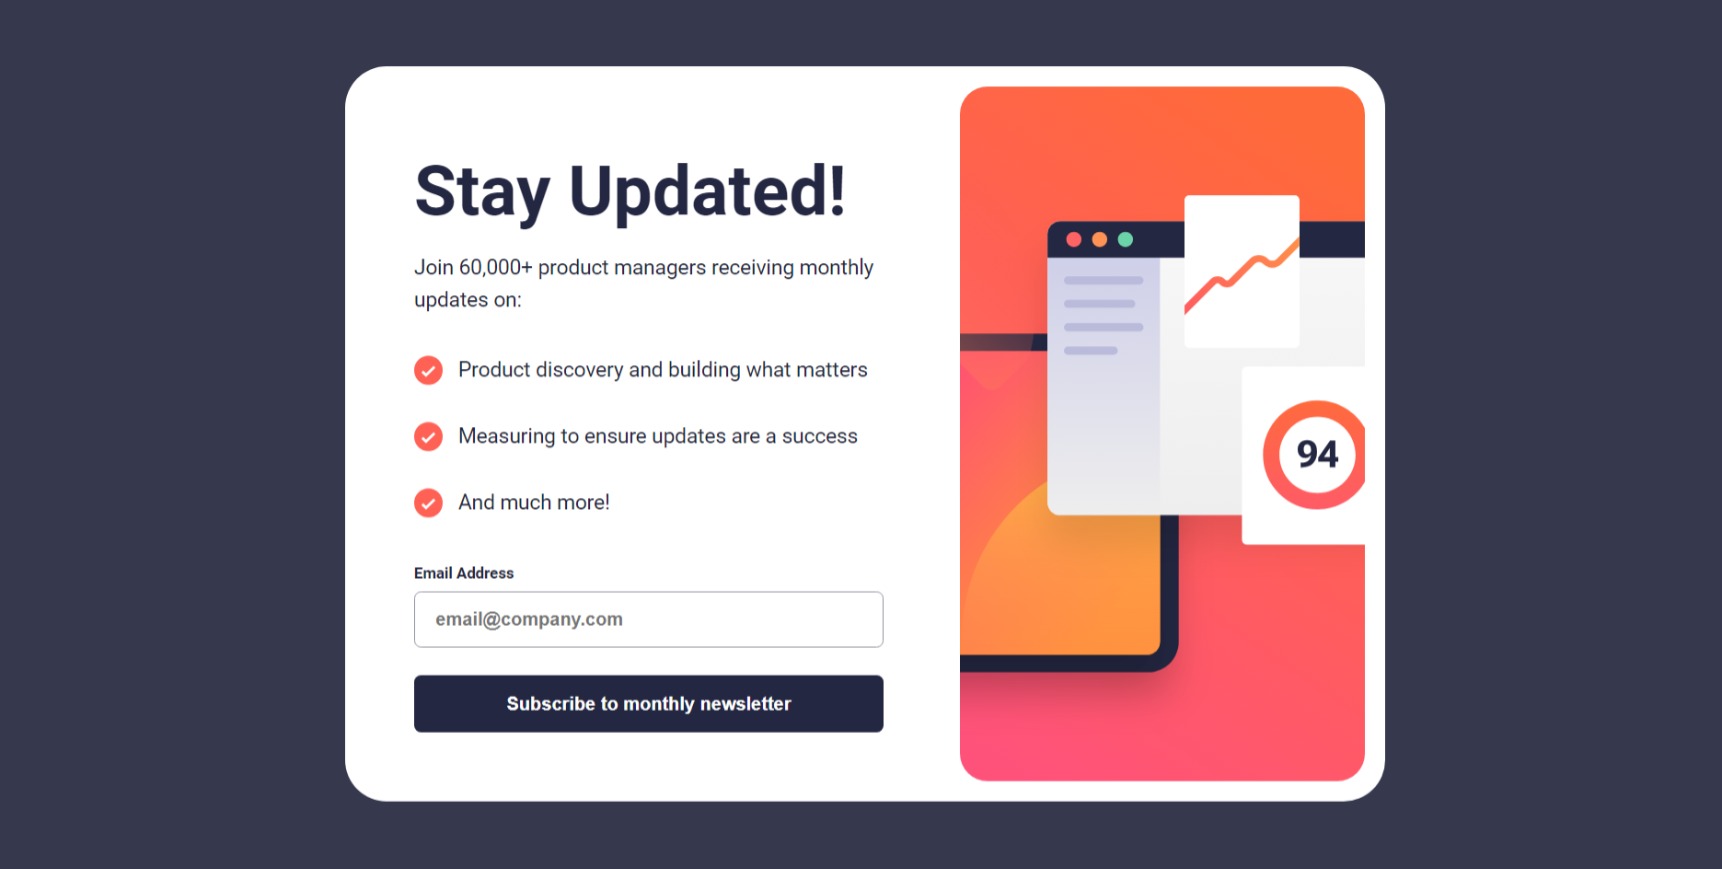 Stay Updated!
Join 60,000+ product managers receiving monthly
updates on:
Product discovery and building what matters
Measuring to ensure updates are a success
And much more!
Email Address
email@company.com
Subscribe to monthly newsletter
94